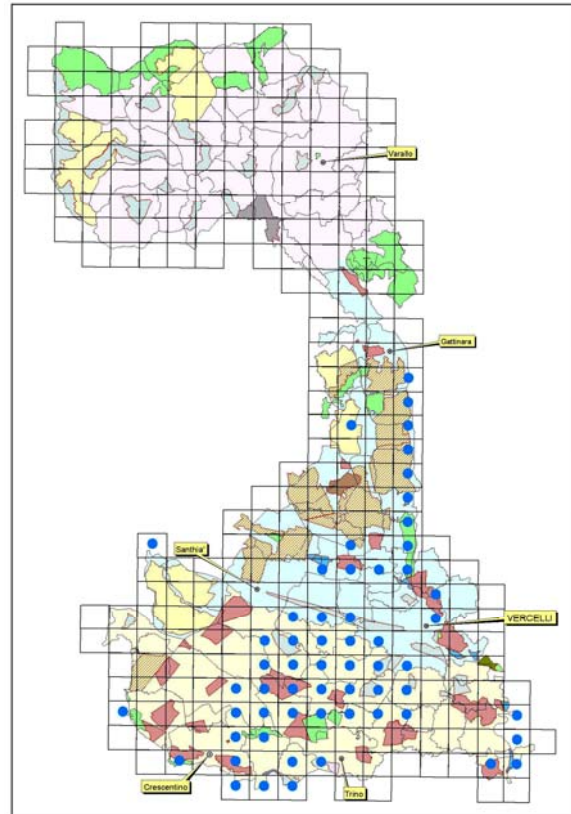 Varallo
Gattinara
Santhia'
VERCELLI
Crescentino
Trino